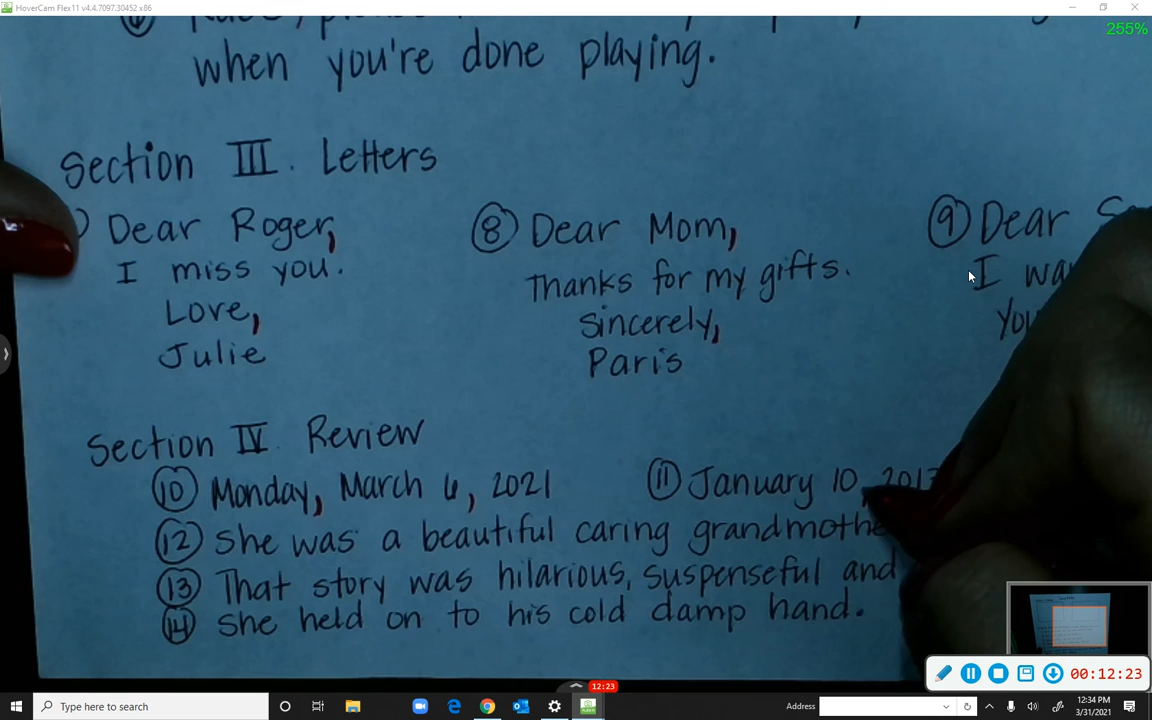 HoverCam Flex11 v4.4.7097.30452 x86
255%
when you're done playing.
Section III. Letters
Dear Roger,
I miss you.
Love,
Julie
8 Dear Mom,
Thanks for my gifts.
Sincerely,
Paris
9 Dear
I
Section IV. Review
10 Monday, March 6, 2021
11 January 10, 2017
12 She was a beautiful caring
13 That story was hilarious, suspenseful and
14 She held on to his cold damp hand.
00:12:23
12:23
Type here to search
Address
12:34 PM
3/31/2021